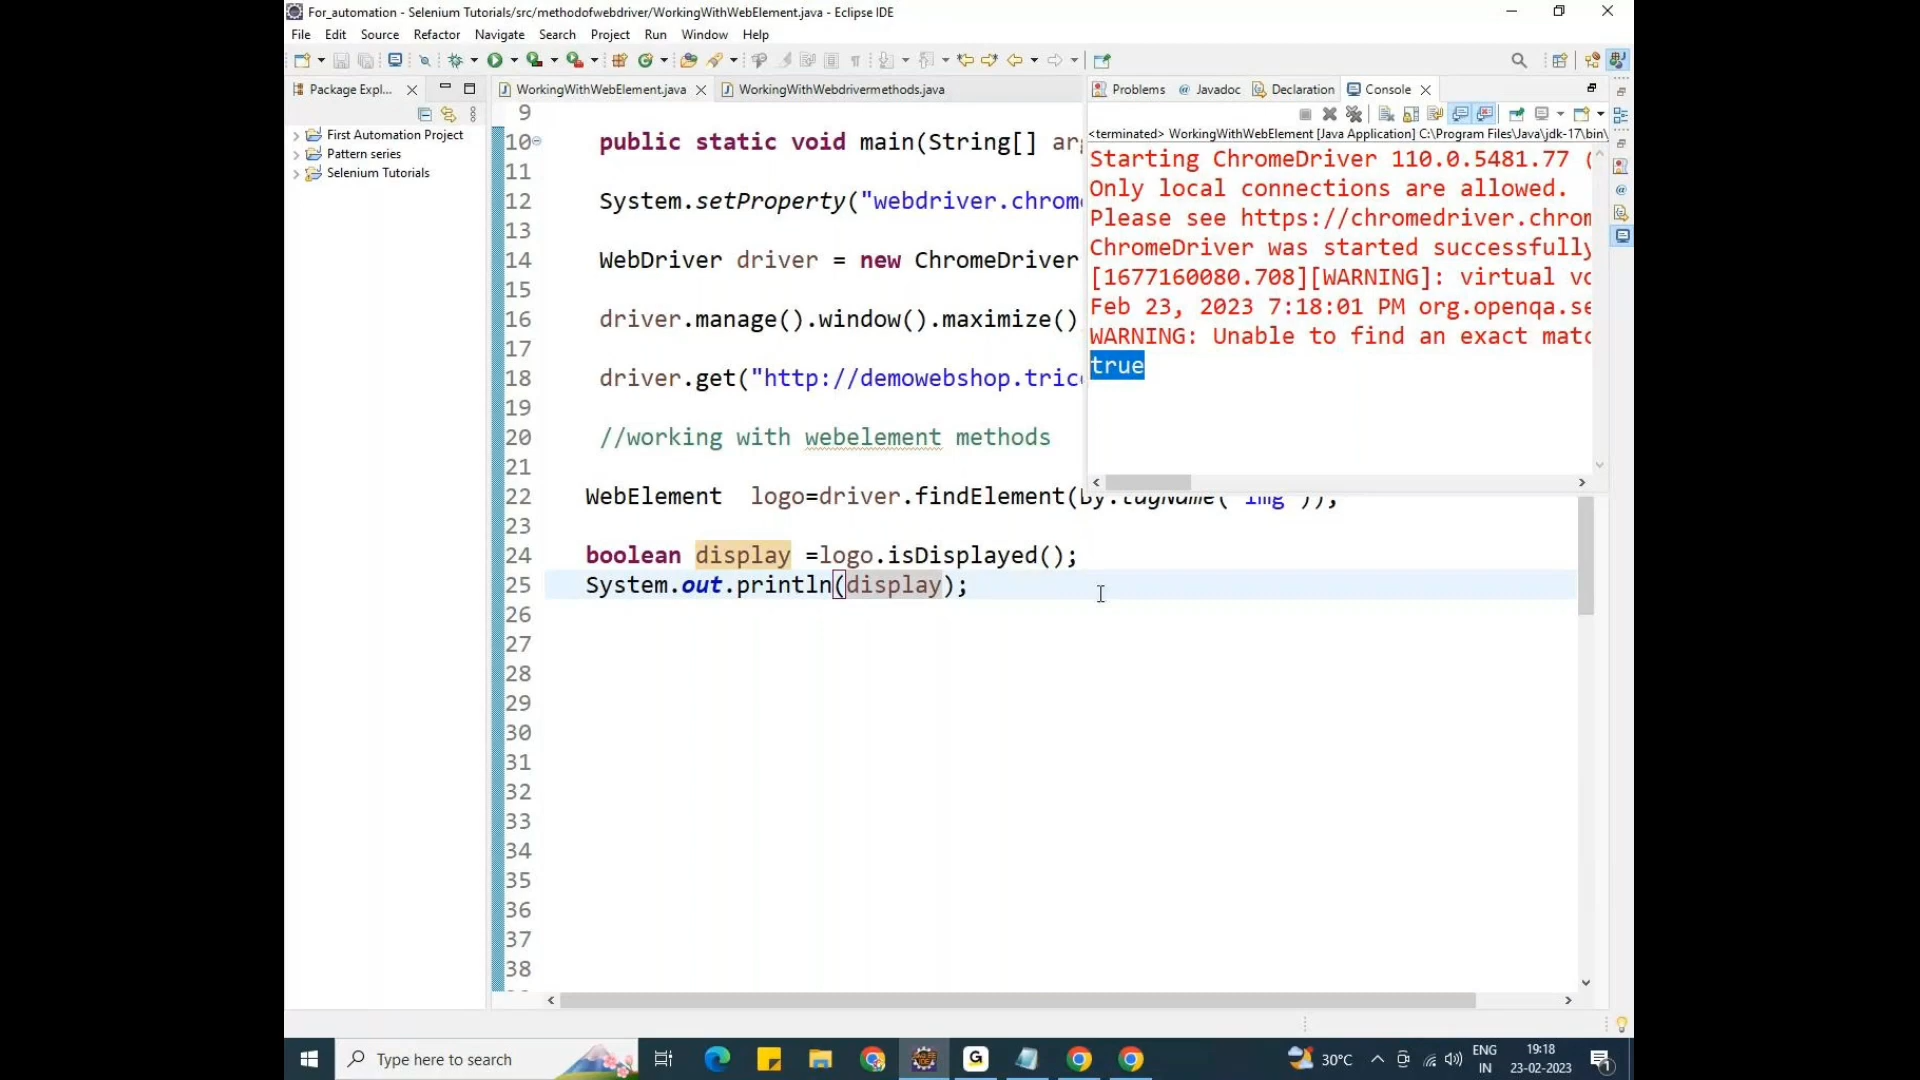 For_automation - Selenium Tutorials/src/methodofwebdriver/WorkingWithWebElement.java - Eclipse IDE
File Edit Source Refactor Navigate Search Project Run Window Help
Package Expl...
First Automation Project
Pattern series
Selenium Tutorials
WorkingWithWebElement.java WorkingWithWebdrivermethods.java
9
10 public static void main(String[] arg
11
12 System.setProperty("webdriver.chrome
13
14 WebDriver driver = new ChromeDriver
15
16 driver.manage().window().maximize()
17
18 driver.get("http://demowebshop.trice
19
20 //working with webelement methods
21
22 WebElement logo=driver.findElement(By.tagName("img"));
23
24 boolean display =logo.isDisplayed();
25 System.out.println(display);
26
27
28
29
30
31
32
33
34
35
36
37
38
Problems @ Javadoc Declaration Console
<terminated> WorkingWithWebElement [Java Application] C:\Program Files\Java\jdk-17\bin\
Starting ChromeDriver 110.0.5481.77 (
Only local connections are allowed.
Please see https://chromedriver.chrom
ChromeDriver was started successfully
[1677160080.708][WARNING]: virtual vo
Feb 23, 2023 7:18:01 PM org.openqa.se
WARNING: Unable to find an exact matc
true
Type here to search
30°C
ENG
IN
19:18
23-02-2023
1